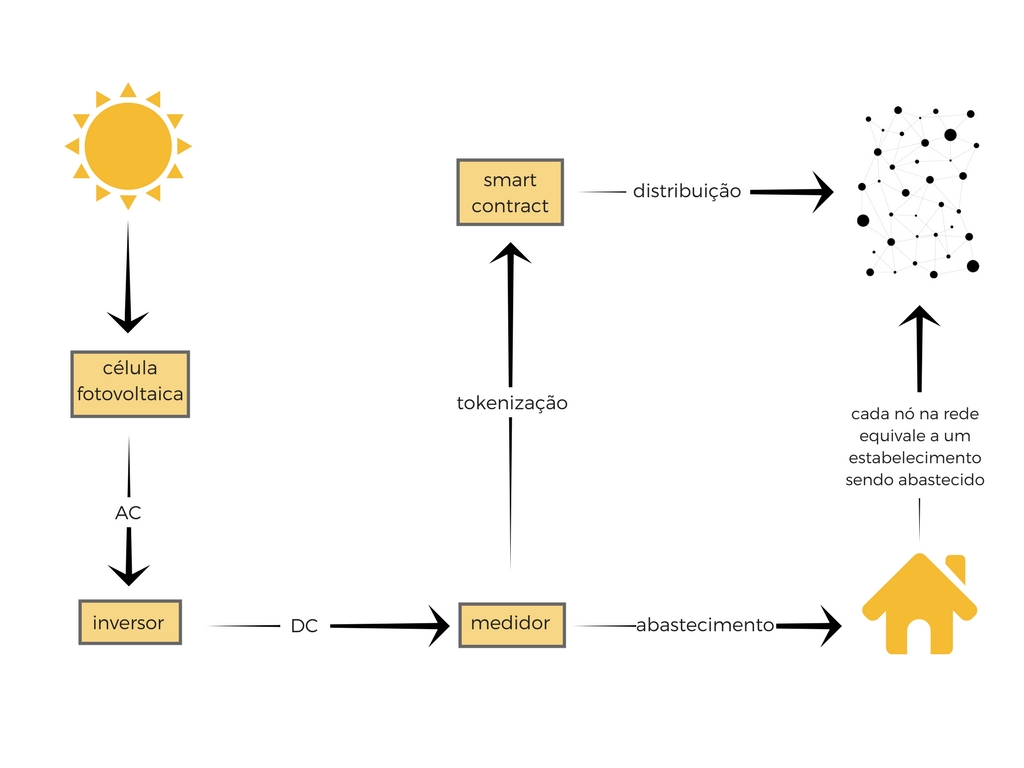 smart
contract
distribuição
célula
fotovoltaica
tokenização
cada nó na rede
equivale a um
estabelecimento
sendo abastecido
AC
inversor
DC
medidor
abastecimento